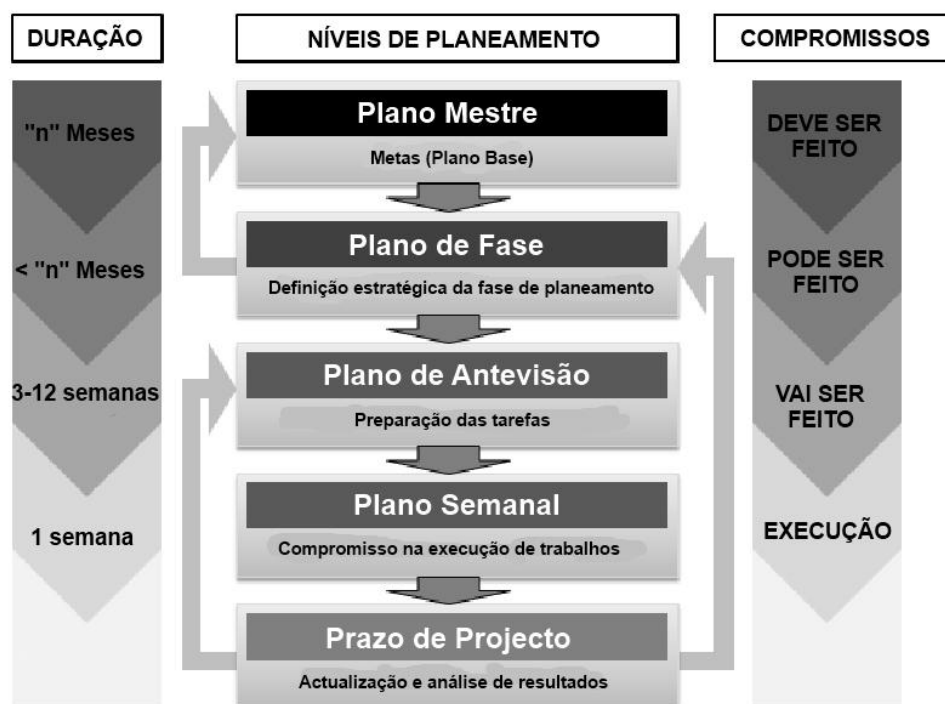 DURAÇÃO
NÍVEIS DE PLANEAMENTO
COMPROMISSOS
"n" Meses
Plano Mestre
Metas (Plano Base)
DEVE SER
FEITO
< "n" Meses
Plano de Fase
Definição estratégica da fase de planeamento
PODE SER
FEITO
3-12 semanas
Plano de Antevisão
Preparação das tarefas
VAI SER
FEITO
1 semana
Plano Semanal
Compromisso na execução de trabalhos
EXECUÇÃO
Prazo de Projecto
Actualização e análise de resultados